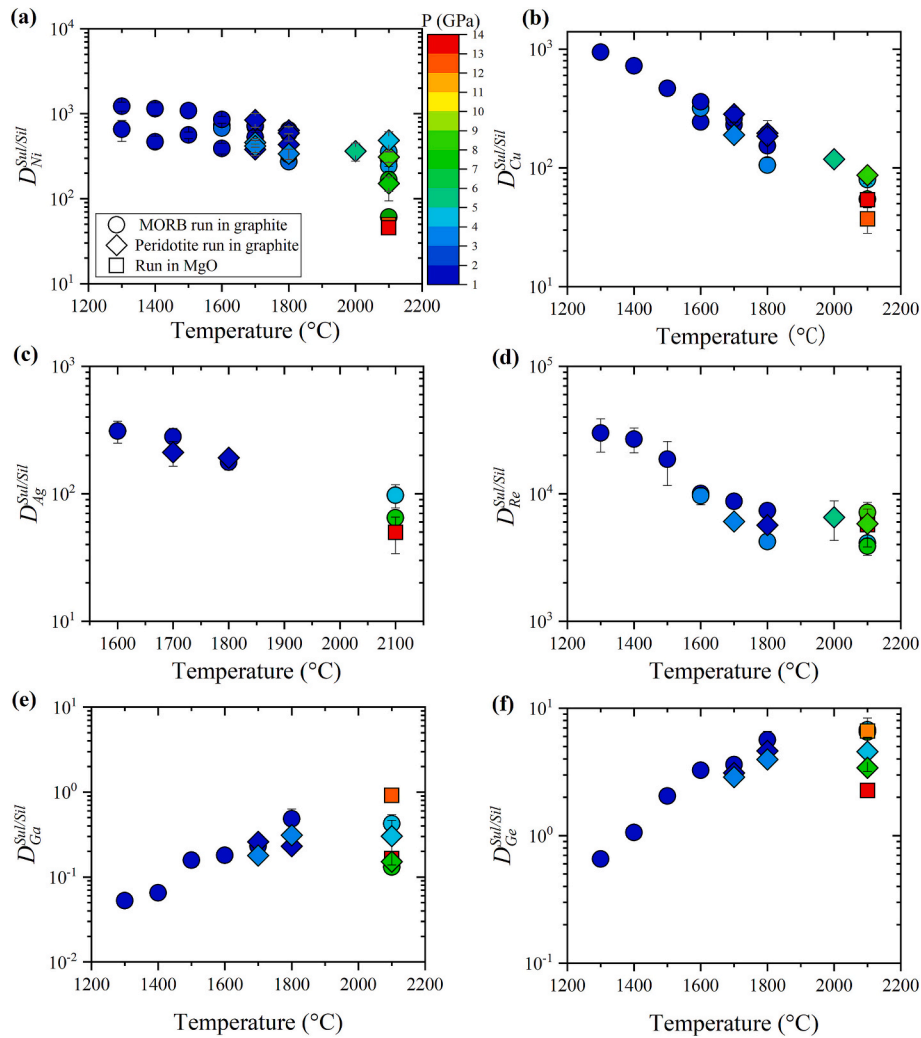 (a)
P (GPa)
10^4
10^3
10^2
10^1
D_Ni^Sul/Sil
MORB run in graphite
Peridotite run in graphite
Run in MgO
1200 1400 1600 1800 2000 2200
Temperature (°C)
14
13
12
11
10
9
8
7
6
5
4
3
2
1
(b)
10^3
10^2
10^1
D_Cu^Sul/Sil
1200 1400 1600 1800 2000 2200
Temperature (°C)
(c)
10^3
10^2
10^1
D_Ag^Sul/Sil
1600 1700 1800 1900 2000 2100
Temperature (°C)
(d)
10^5
10^4
10^3
D_Re^Sul/Sil
1200 1400 1600 1800 2000 2200
Temperature (°C)
(e)
10^1
10^0
10^-1
10^-2
D_Ga^Sul/Sil
1200 1400 1600 1800 2000 2200
Temperature (°C)
(f)
10^1
10^0
10^-1
D_Ge^Sul/Sil
1200 1400 1600 1800 2000 2200
Temperature (°C)